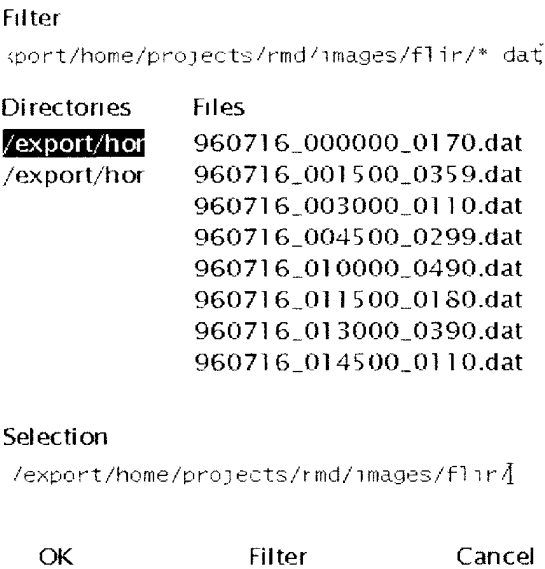 Filter
xport/home/projects/rmd/images/flir/* dat
Directories Files
/export/hor 960716_000000_0170.dat
/export/hor 960716_001500_0359.dat
960716_003000_0110.dat
960716_004500_0299.dat
960716_010000_0490.dat
960716_011500_0180.dat
960716_013000_0390.dat
960716_014500_0110.dat
Selection
/export/home/projects/rmd/images/flir/
OK Filter Cancel